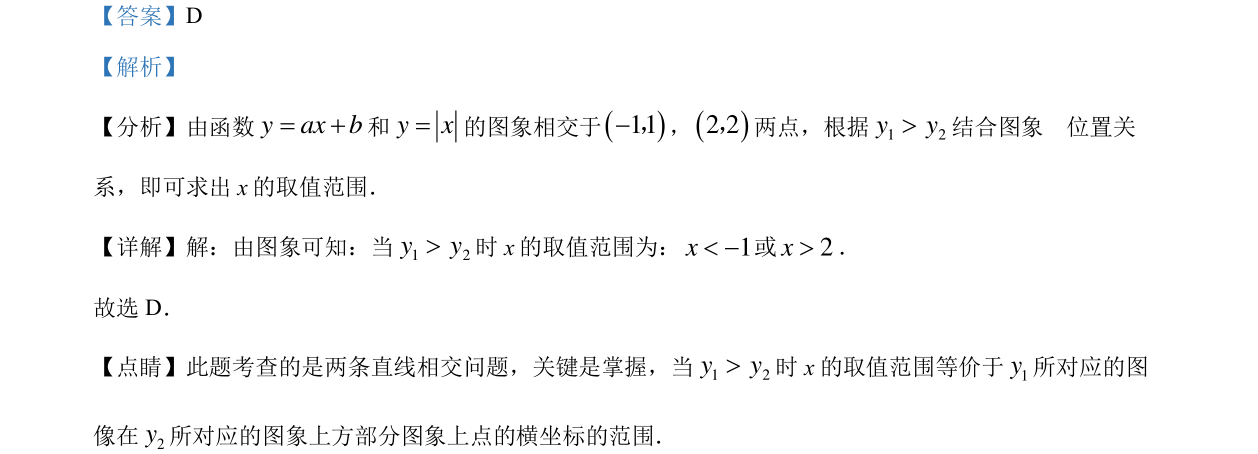 【答案】D
【解析】
【分析】由函数 y = ax + b 和 y = |x| 的图象相交于 (−1,1)，(2,2) 两点，根据 y₁ > y₂ 结合图象　位置关
系，即可求出 x 的取值范围．
【详解】解：由图象可知：当 y₁ > y₂ 时 x 的取值范围为：x < −1或 x > 2．
故选 D．
【点睛】此题考查的是两条直线相交问题，关键是掌握，当 y₁ > y₂ 时 x 的取值范围等价于 y₁ 所对应的图
像在 y₂ 所对应的图象上方部分图象上点的横坐标的范围．